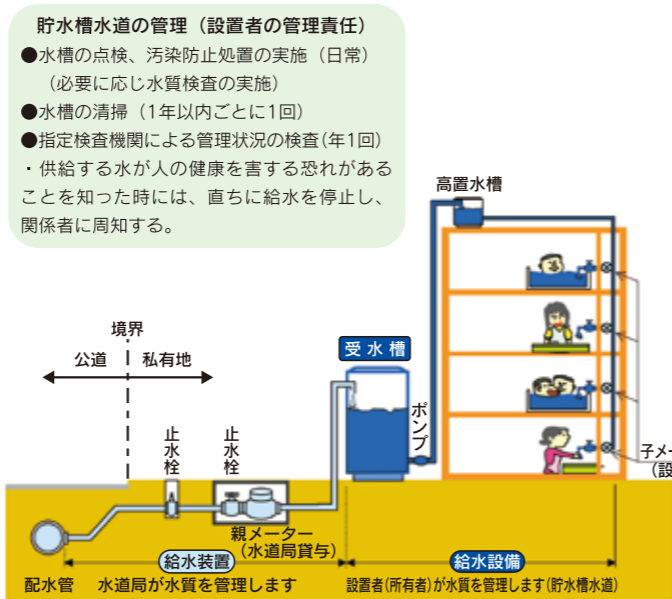 貯水槽水道の管理（設置者の管理責任）
●水槽の点検、汚染防止処置の実施（日常）
（必要に応じ水質検査の実施）
●水槽の清掃（1年以内ごとに1回）
●指定検査機関による管理状況の検査（年1回）
・供給する水が人の健康を害する恐れがある
ことを知った時には、直ちに給水を停止し、
関係者に周知する。
高置水槽
境界
公道
私有地
受水槽
ポンプ
止水栓
止水栓
子メー
（設
親メーター
（水道局貸与）
給水装置
給水設備
配水管
水道局が水質を管理します
設置者（所有者）が水質を管理します（貯水槽水道）